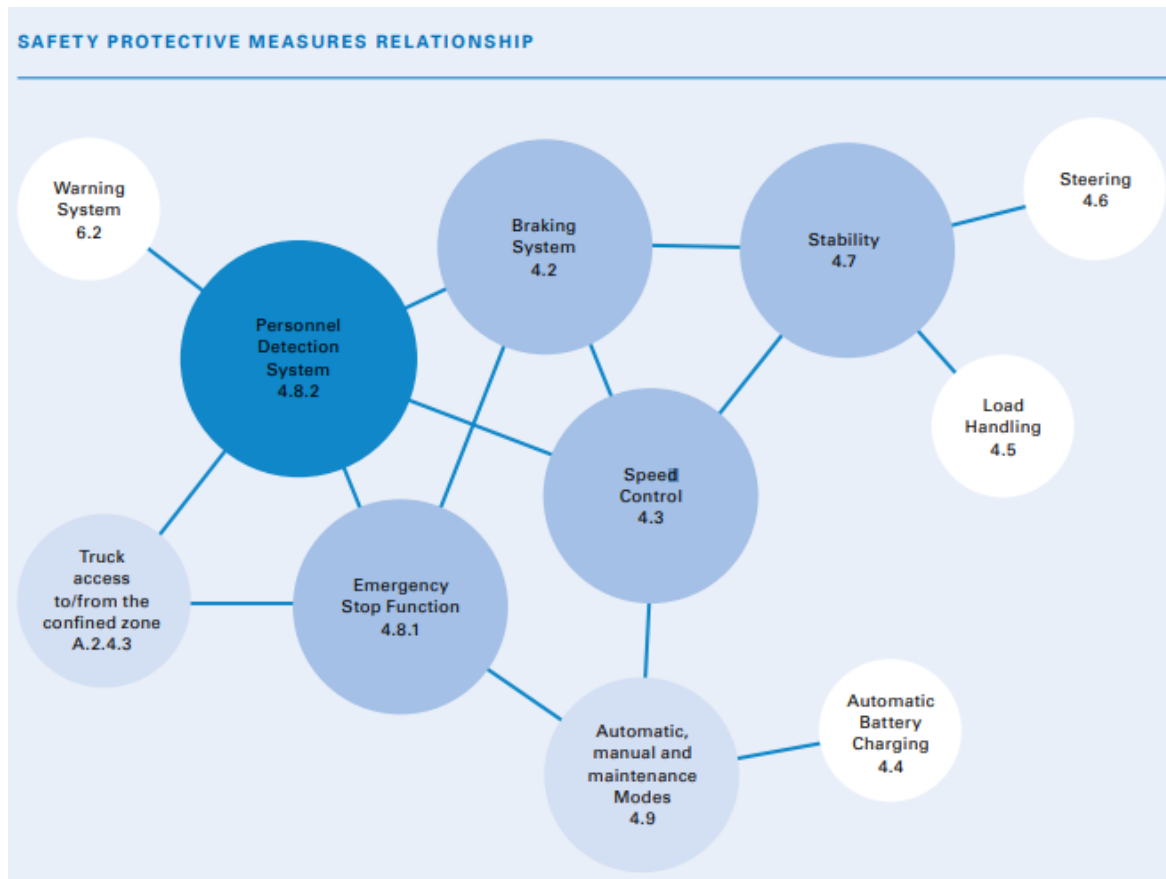 SAFETY PROTECTIVE MEASURES RELATIONSHIP
Warning
System
6.2
Braking
System
4.2
Stability
4.7
Steering
4.6
Personnel
Detection
System
4.8.2
Load
Handling
4.5
Speed
Control
4.3
Truck
access
to/from the
confined zone
A.2.4.3
Emergency
Stop Function
4.8.1
Automatic,
manual and
maintenance
Modes
4.9
Automatic
Battery
Charging
4.4